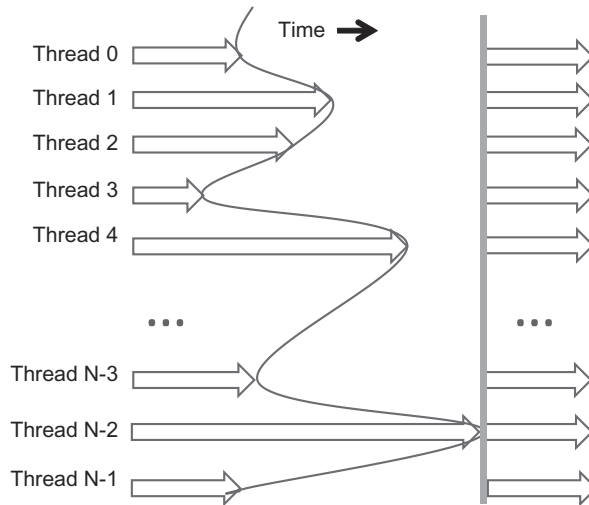 Time
Thread 0
Thread 1
Thread 2
Thread 3
Thread 4
... ...
Thread N-3
Thread N-2
Thread N-1